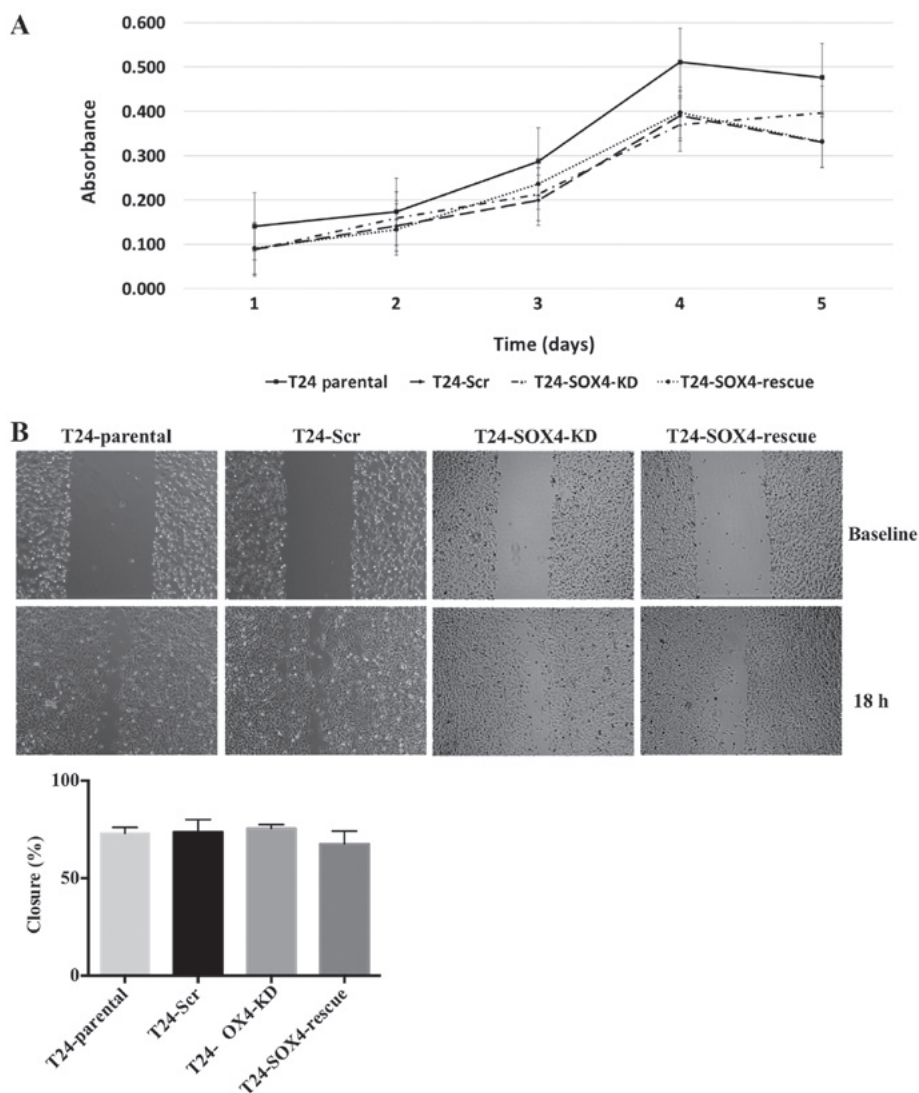 A
0.600
0.500
0.400
0.300
0.200
0.100
0.000
Absorbance
1 2 3 4 5
Time (days)
T24 parental T24-Scr T24-SOX4-KD T24-SOX4-rescue
B
T24-parental T24-Scr T24-SOX4-KD T24-SOX4-rescue
Baseline
18 h
100
50
0
Closure (%)
T24-parental
T24-Scr
T24- OX4-KD
T24-SOX4-rescue